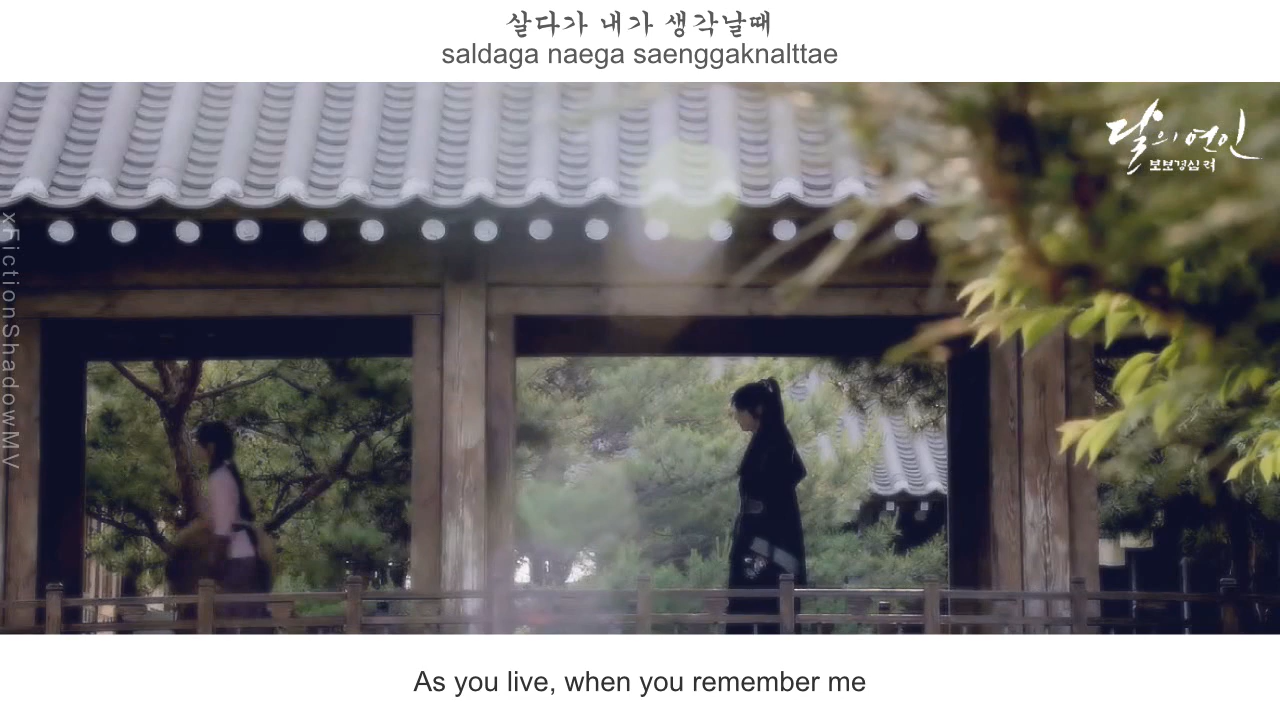 살다가 내가 생각날때
saldaga naega saenggaknalttae
달의 연인
보보경심 려
xFictionShadowMV
As you live, when you remember me